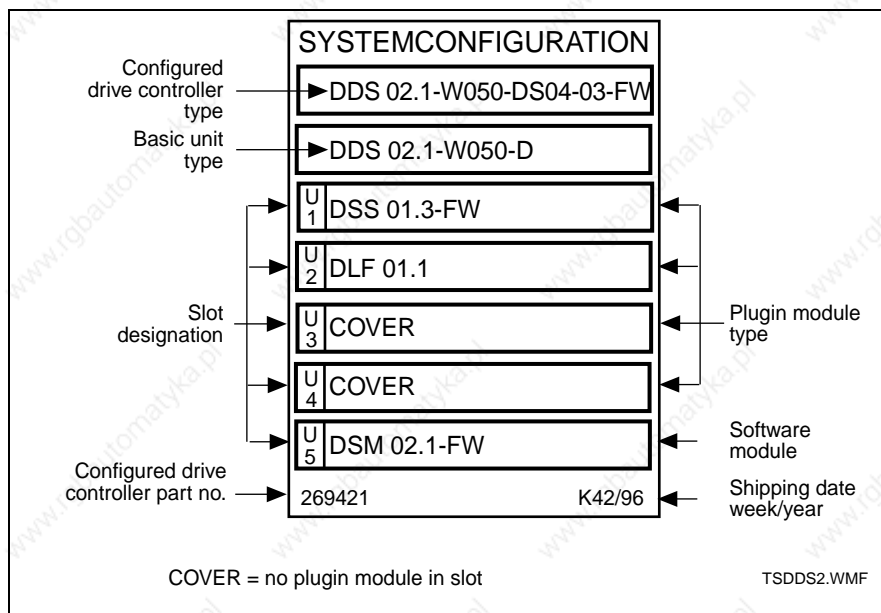 SYSTEMCONFIGURATION
Configured
drive controller
type
DDS 02.1-W050-DS04-03-FW
Basic unit
type
DDS 02.1-W050-D
U
1
DSS 01.3-FW
U
2
DLF 01.1
Slot
designation
U
3
COVER
Plugin module
type
U
4
COVER
U
5
DSM 02.1-FW
Software
module
Configured drive
controller part no.
269421
K42/96
Shipping date
week/year
COVER = no plugin module in slot
TSDDS2.WMF
www.rgbautomatyka.pl